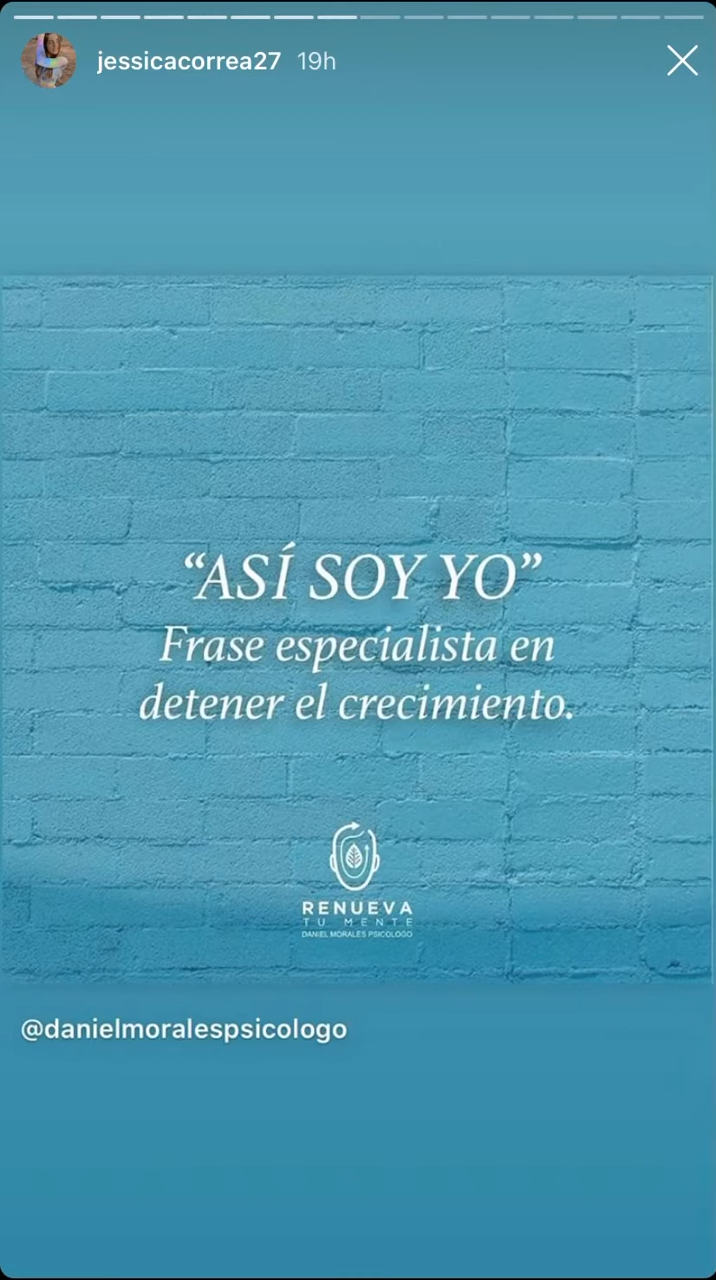 jessicacorrea27 19h
“ASÍ SOY YO”
Frase especialista en
detener el crecimiento.
RENUEVA
TU MENTE
DANIEL MORALES PSICOLOGO
@danielmoralespsicologo